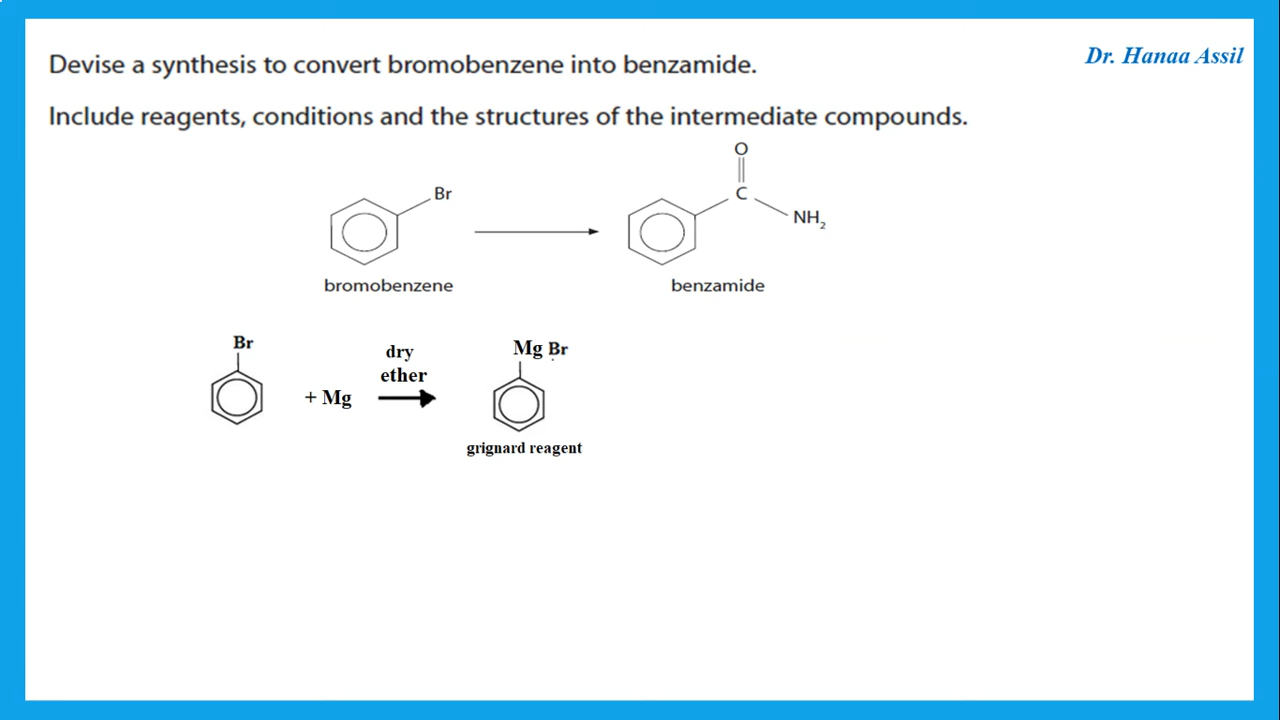 Dr. Hanaa Assil
Devise a synthesis to convert bromobenzene into benzamide.
Include reagents, conditions and the structures of the intermediate compounds.
O
Br
C
NH2
bromobenzene
benzamide
Br
dry
ether
Mg Br
+ Mg
grignard reagent